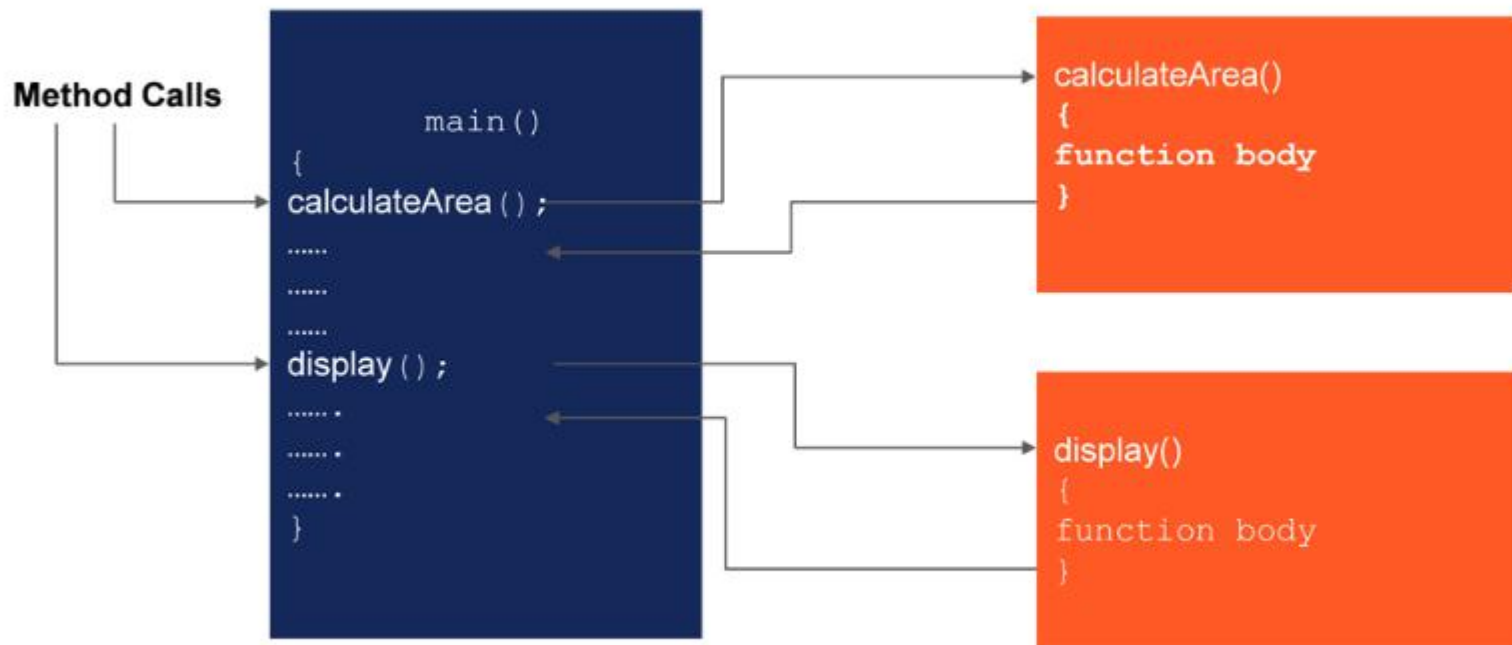 Method Calls
main()
{
calculateArea();
......
......
......
display();
.......
.......
.......
}
calculateArea()
{
function body
}
display()
{
function body
}